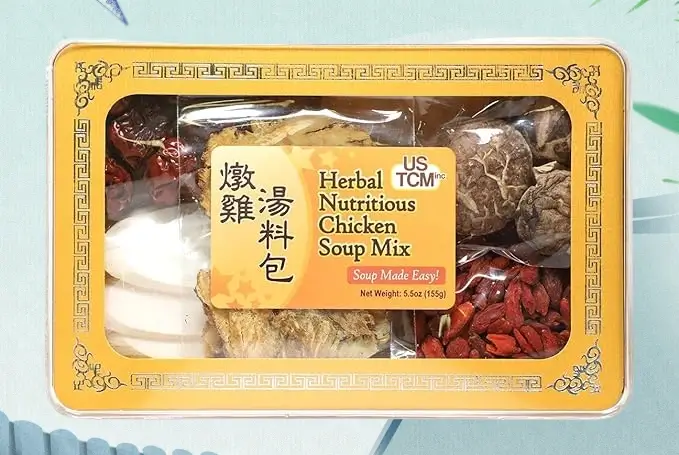 燉雞
湯料包
US
TCM inc
Herbal
Nutritious
Chicken
Soup Mix
Soup Made Easy!
Net Weight: 5.5oz (155g)